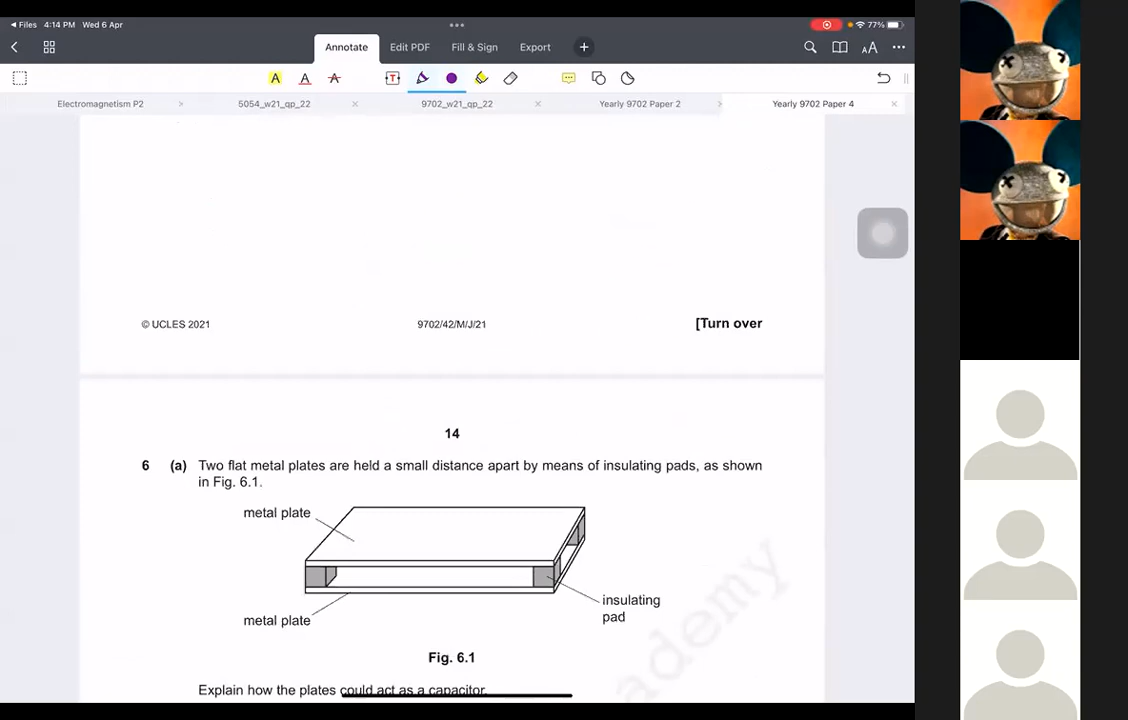 Files 4:14 PM Wed 6 Apr 77%
Annotate Edit PDF Fill & Sign Export
A A A T AA
Electromagnetism P2 5054_w21_qp_22 9702_w21_qp_22 Yearly 9702 Paper 2 Yearly 9702 Paper 4
© UCLES 2021 9702/42/M/J/21 [Turn over
14
6 (a) Two flat metal plates are held a small distance apart by means of insulating pads, as shown
in Fig. 6.1.
metal plate
insulating
pad
metal plate
Fig. 6.1
Explain how the plates could act as a capacitor.
ademy